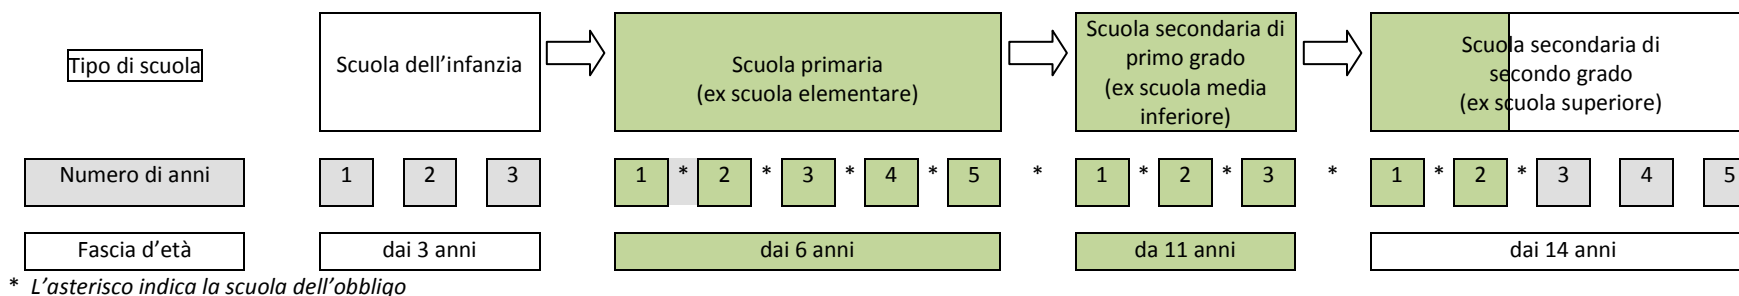 Tipo di scuola
Scuola dell'infanzia
Scuola primaria
(ex scuola elementare)
Scuola secondaria di
primo grado
(ex scuola media
inferiore)
Scuola secondaria di
secondo grado
(ex scuola superiore)
Numero di anni
1 2 3
1 * 2 * 3 * 4 * 5 * 1 * 2 * 3 * 1 * 2 * 3 4 5
Fascia d'età
dai 3 anni
dai 6 anni
da 11 anni
dai 14 anni
* L'asterisco indica la scuola dell'obbligo